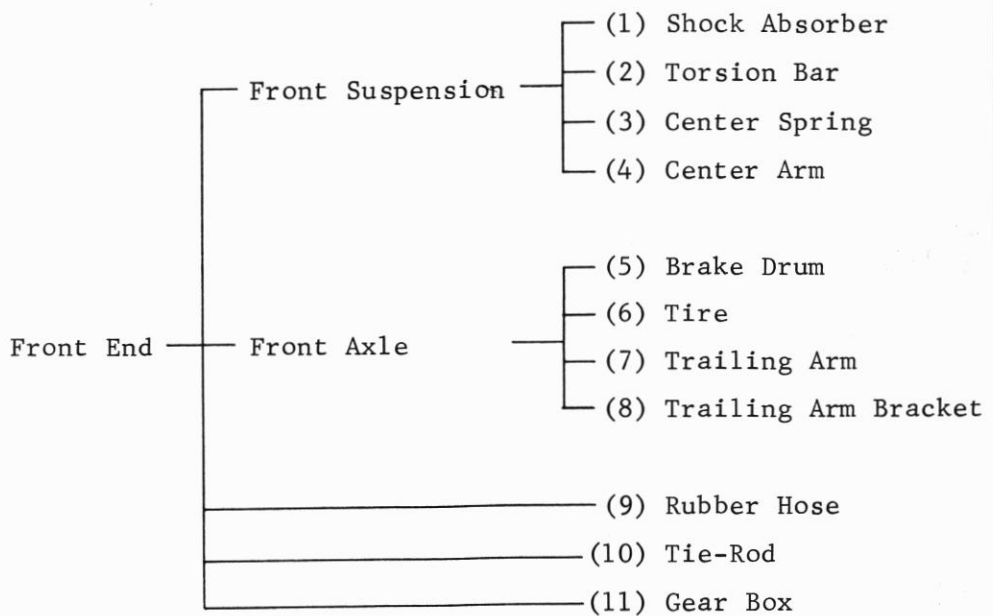 (1) Shock Absorber
Front Suspension
(2) Torsion Bar
(3) Center Spring
(4) Center Arm
(5) Brake Drum
(6) Tire
Front End
Front Axle
(7) Trailing Arm
(8) Trailing Arm Bracket
(9) Rubber Hose
(10) Tie-Rod
(11) Gear Box